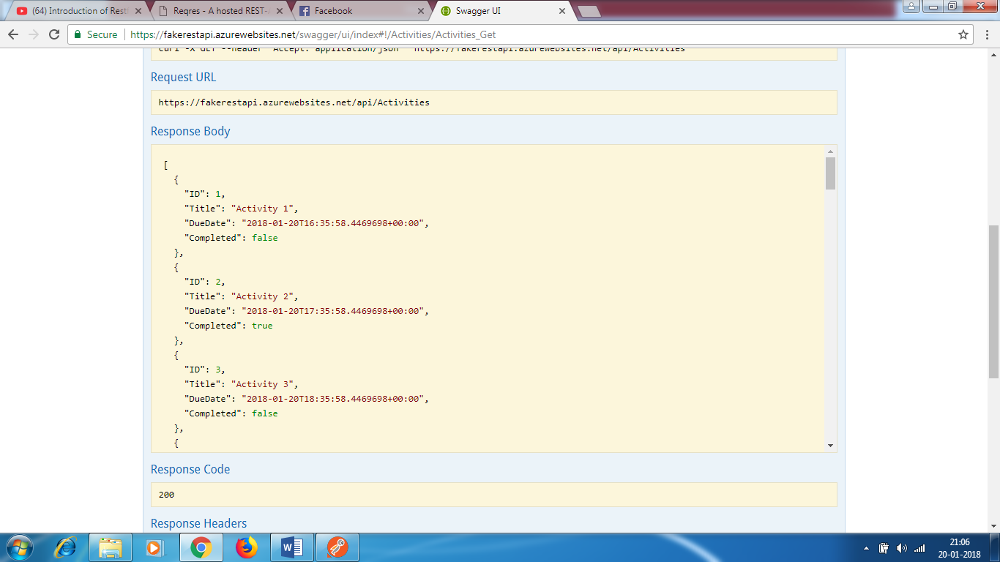 (64) Introduction of Resti
Reqres - A hosted REST-
Facebook
Swagger UI
Secure
https://fakerestapi.azurewebsites.net/swagger/ui/index#!/Activities/Activities_Get
curl -X GET --header 'Accept: application/json' 'https://fakerestapi.azurewebsites.net/api/Activities'
Request URL
https://fakerestapi.azurewebsites.net/api/Activities
Response Body
[
{
"ID": 1,
"Title": "Activity 1",
"DueDate": "2018-01-20T16:35:58.4469698+00:00",
"Completed": false
},
{
"ID": 2,
"Title": "Activity 2",
"DueDate": "2018-01-20T17:35:58.4469698+00:00",
"Completed": true
},
{
"ID": 3,
"Title": "Activity 3",
"DueDate": "2018-01-20T18:35:58.4469698+00:00",
"Completed": false
},
{
Response Code
200
Response Headers
21:06
20-01-2018